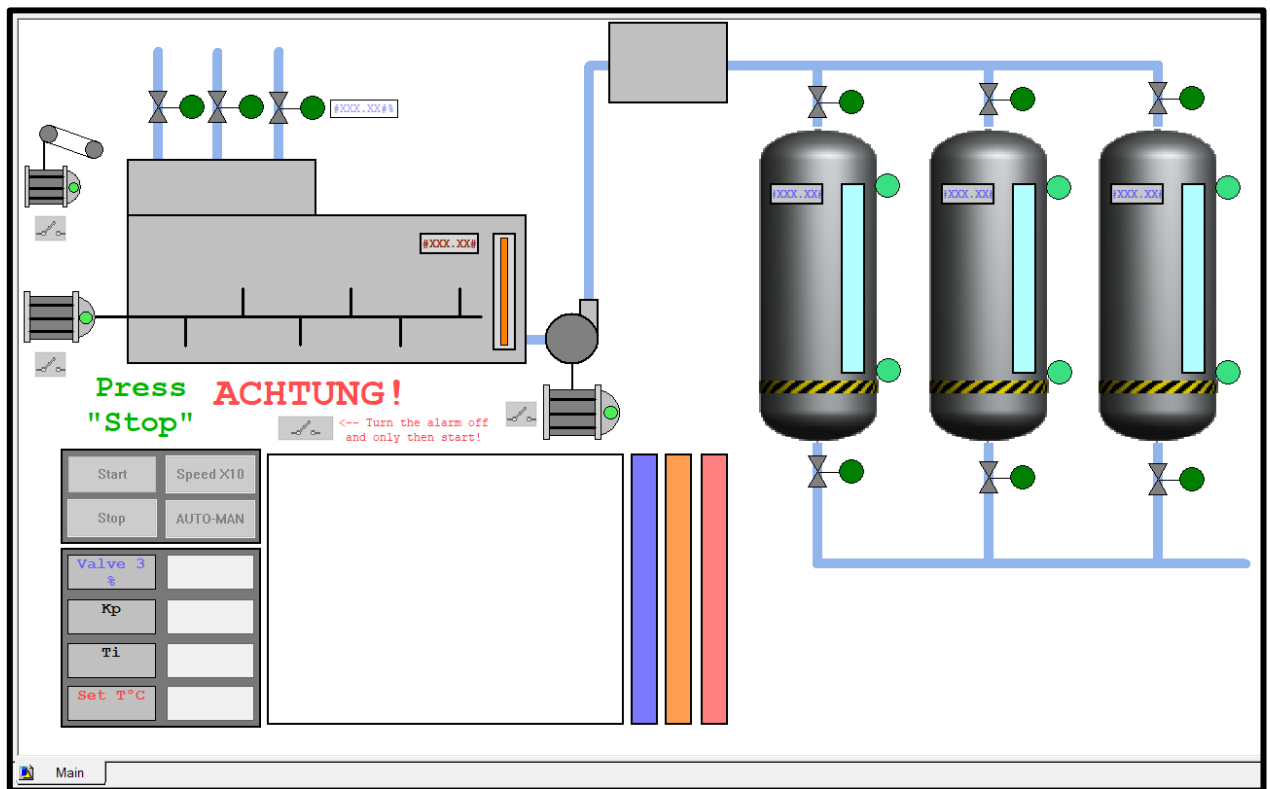 #XXX.XX#%
#XXX.XX#
#XXX.XX#
#XXX.XX#
#XXX.XX#
Press
"Stop"
ACHTUNG!
<-- Turn the alarm off
and only then start!
Start
Speed X10
Stop
AUTO-MAN
Valve 3
%
Kp
Ti
Set T°C
Main